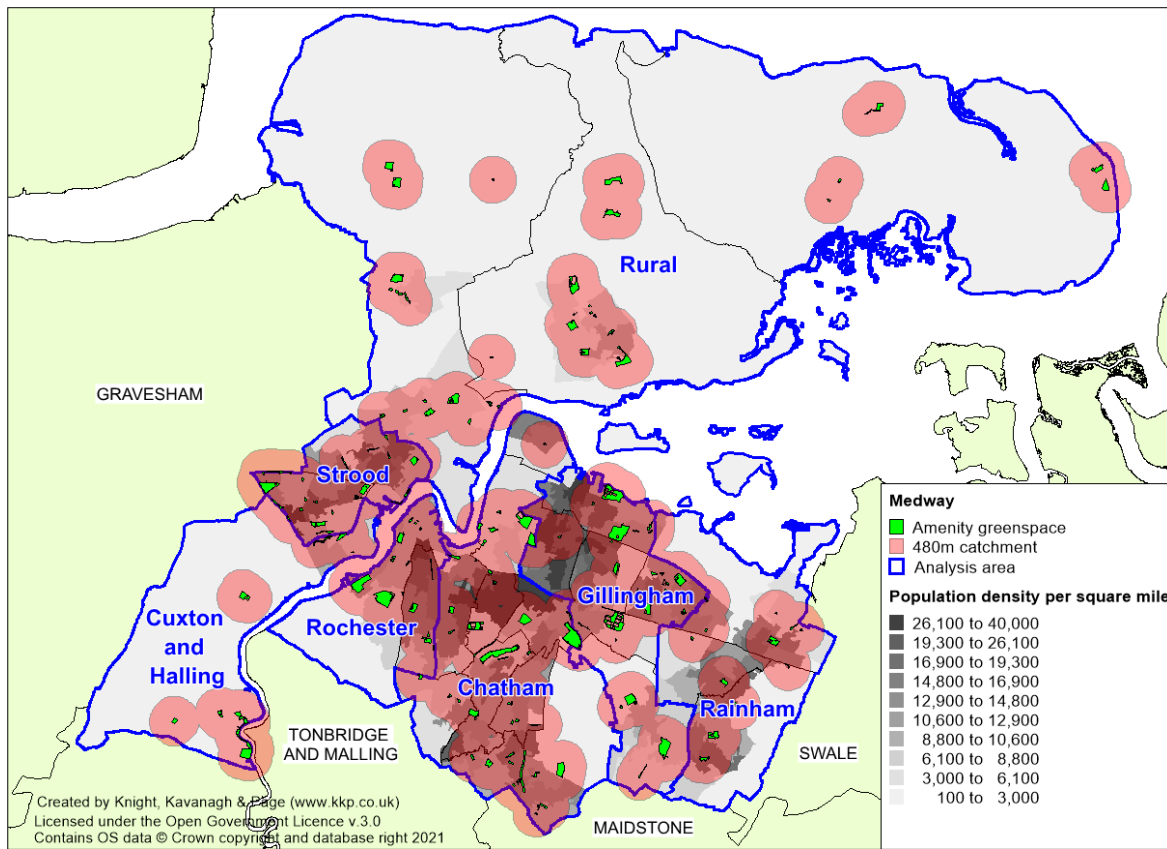 Rural
GRAVESHAM
Strood
Gillingham
Cuxton
and
Halling
Rochester
Chatham
Rainham
TONBRIDGE
AND MALLING
SWALE
MAIDSTONE
Medway
Amenity greenspace
480m catchment
Analysis area
Population density per square mile
26,100 to 40,000
19,300 to 26,100
16,900 to 19,300
14,800 to 16,900
12,900 to 14,800
10,600 to 12,900
8,800 to 10,600
6,100 to 8,800
3,000 to 6,100
100 to 3,000
Created by Knight, Kavanagh & Page (www.kkp.co.uk)
Licensed under the Open Government Licence v.3.0
Contains OS data © Crown copyright and database right 2021